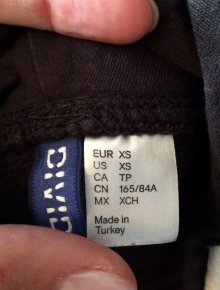 EUR XS
US XS
CA TP
CN 165/84A
MX XCH
Made in
Turkey